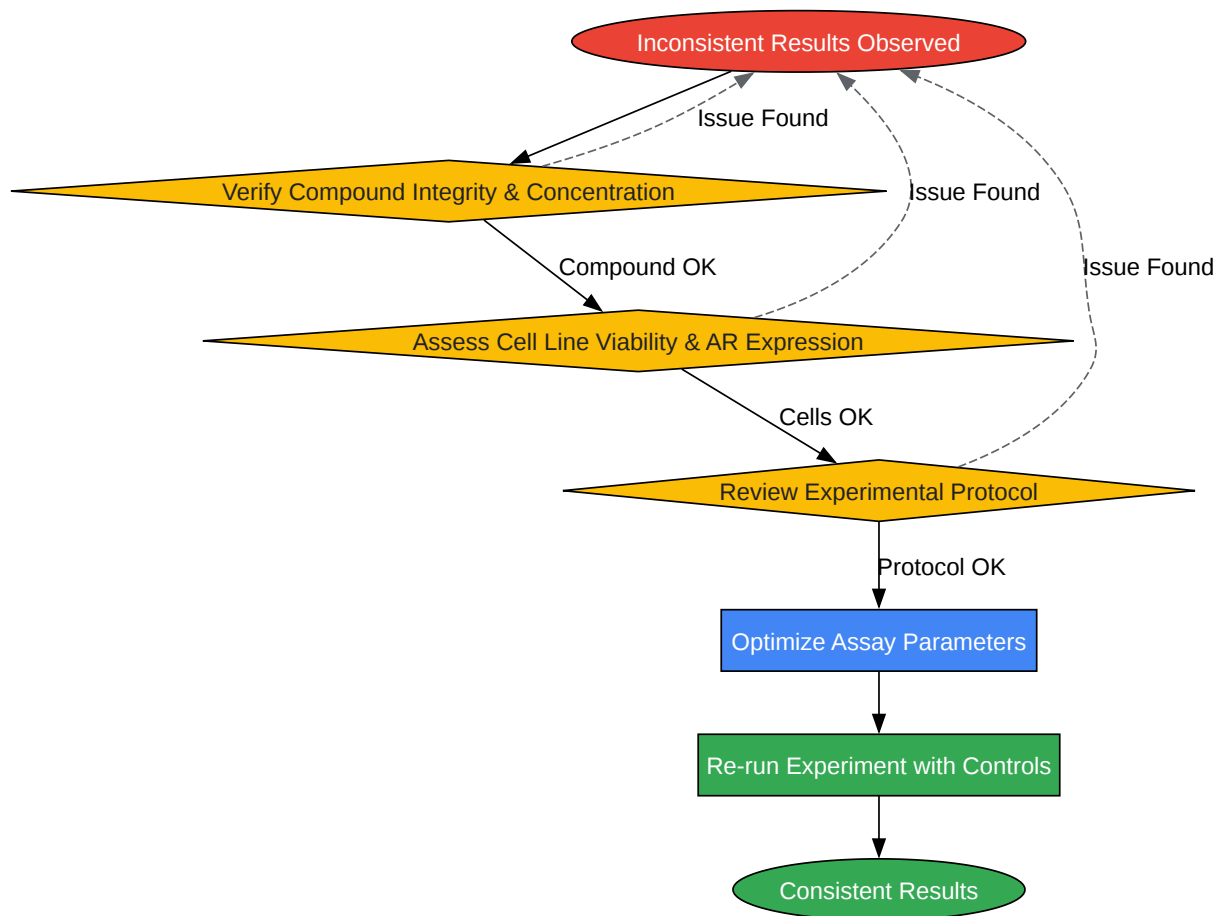 Inconsistent Results Observed
Issue Found
Verify Compound Integrity & Concentration
Issue Found
Compound OK
Issue Found
Assess Cell Line Viability & AR Expression
Cells OK
Review Experimental Protocol
Protocol OK
Optimize Assay Parameters
Re-run Experiment with Controls
Consistent Results